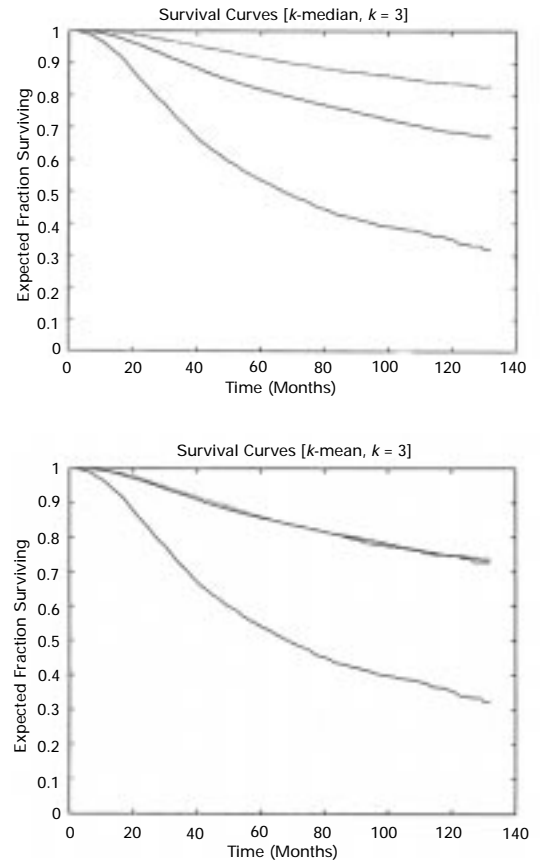 Survival Curves [k-median, k = 3]
Expected Fraction Surviving
1
0.9
0.8
0.7
0.6
0.5
0.4
0.3
0.2
0.1
0
0 20 40 60 80 100 120 140
Time (Months)
Survival Curves [k-mean, k = 3]
Expected Fraction Surviving
1
0.9
0.8
0.7
0.6
0.5
0.4
0.3
0.2
0.1
0
0 20 40 60 80 100 120 140
Time (Months)